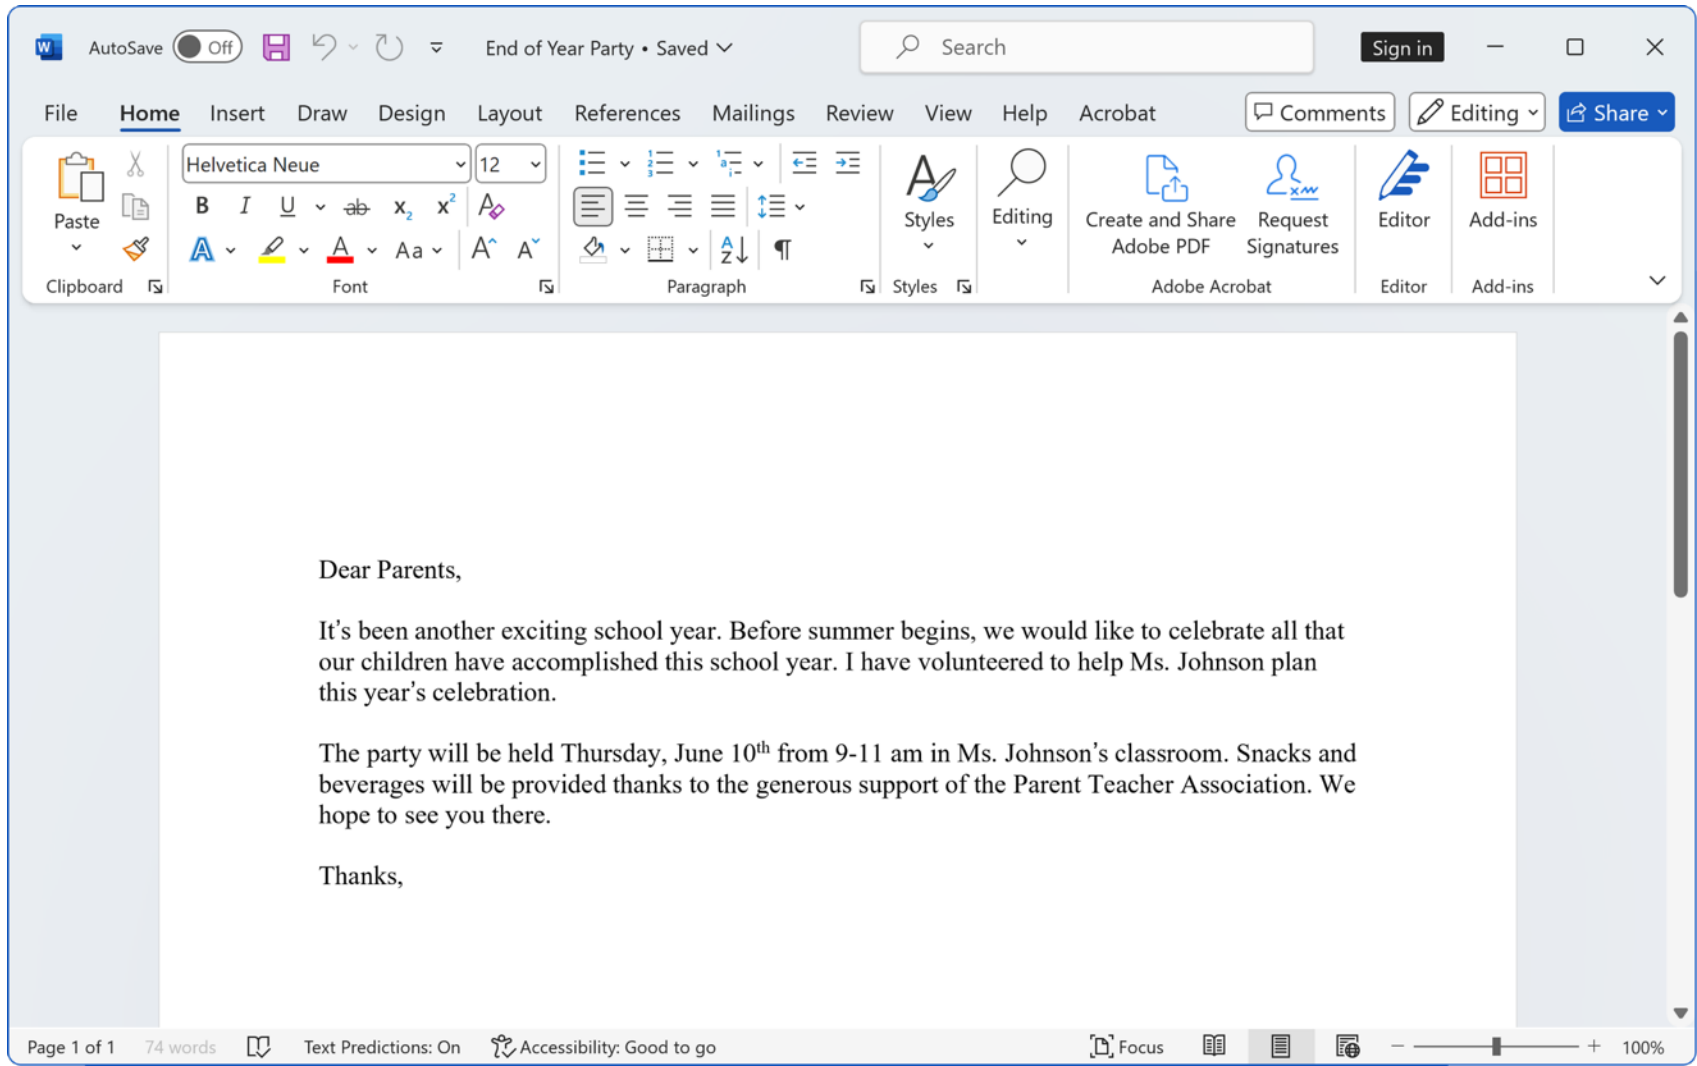 AutoSave Off End of Year Party • Saved Search Sign in
File Home Insert Draw Design Layout References Mailings Review View Help Acrobat Comments Editing Share
Helvetica Neue 12
Paste
Styles
Editing
Create and Share
Adobe PDF
Request
Signatures
Editor
Add-ins
Clipboard Font Paragraph Styles Adobe Acrobat Editor Add-ins
Dear Parents,
It’s been another exciting school year. Before summer begins, we would like to celebrate all that
our children have accomplished this school year. I have volunteered to help Ms. Johnson plan
this year’s celebration.
The party will be held Thursday, June 10th from 9-11 am in Ms. Johnson’s classroom. Snacks and
beverages will be provided thanks to the generous support of the Parent Teacher Association. We
hope to see you there.
Thanks,
Page 1 of 1 74 words Text Predictions: On Accessibility: Good to go Focus 100%